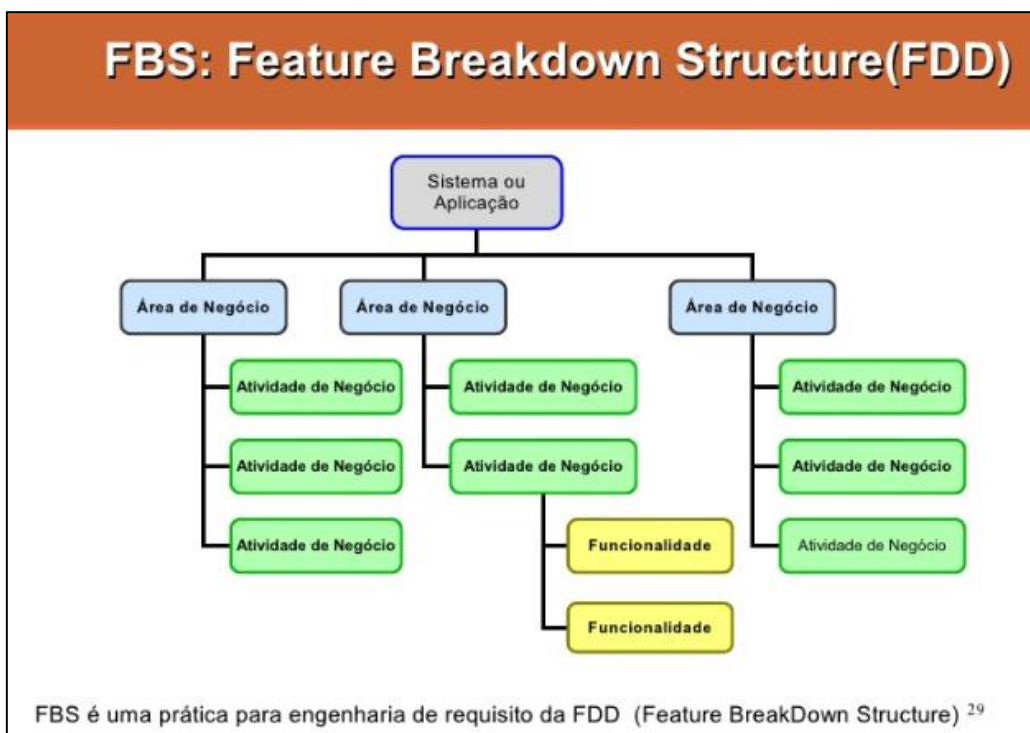 FBS: Feature Breakdown Structure(FDD)
Sistema ou
Aplicação
Área de Negócio
Área de Negócio
Área de Negócio
Atividade de Negócio
Atividade de Negócio
Atividade de Negócio
Atividade de Negócio
Atividade de Negócio
Atividade de Negócio
Atividade de Negócio
Funcionalidade
Atividade de Negócio
Funcionalidade
FBS é uma prática para engenharia de requisito da FDD (Feature BreakDown Structure) 29